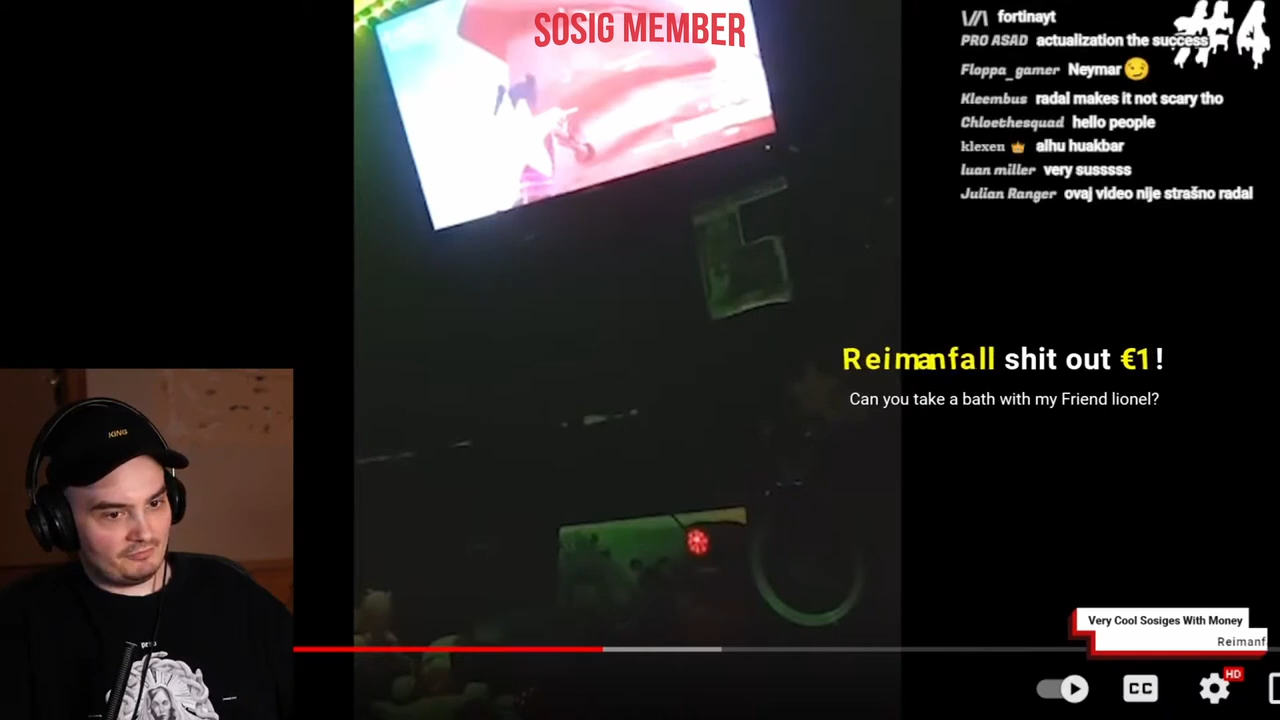 SOSIG MEMBER
#4
\/\/\ fortinayt
PRO ASAD actualization the success
Floppa_gamer Neymar 😏
Kleembus radal makes it not scary tho
Chloethesquad hello people
klexen alhu huakbar
luan miller very susssss
Julian Ranger ovaj video nije strašno radal
Reimanfall shit out €1!
Can you take a bath with my Friend lionel?
KING
Very Cool Sosiges With Money
Reimanf
CC
HD